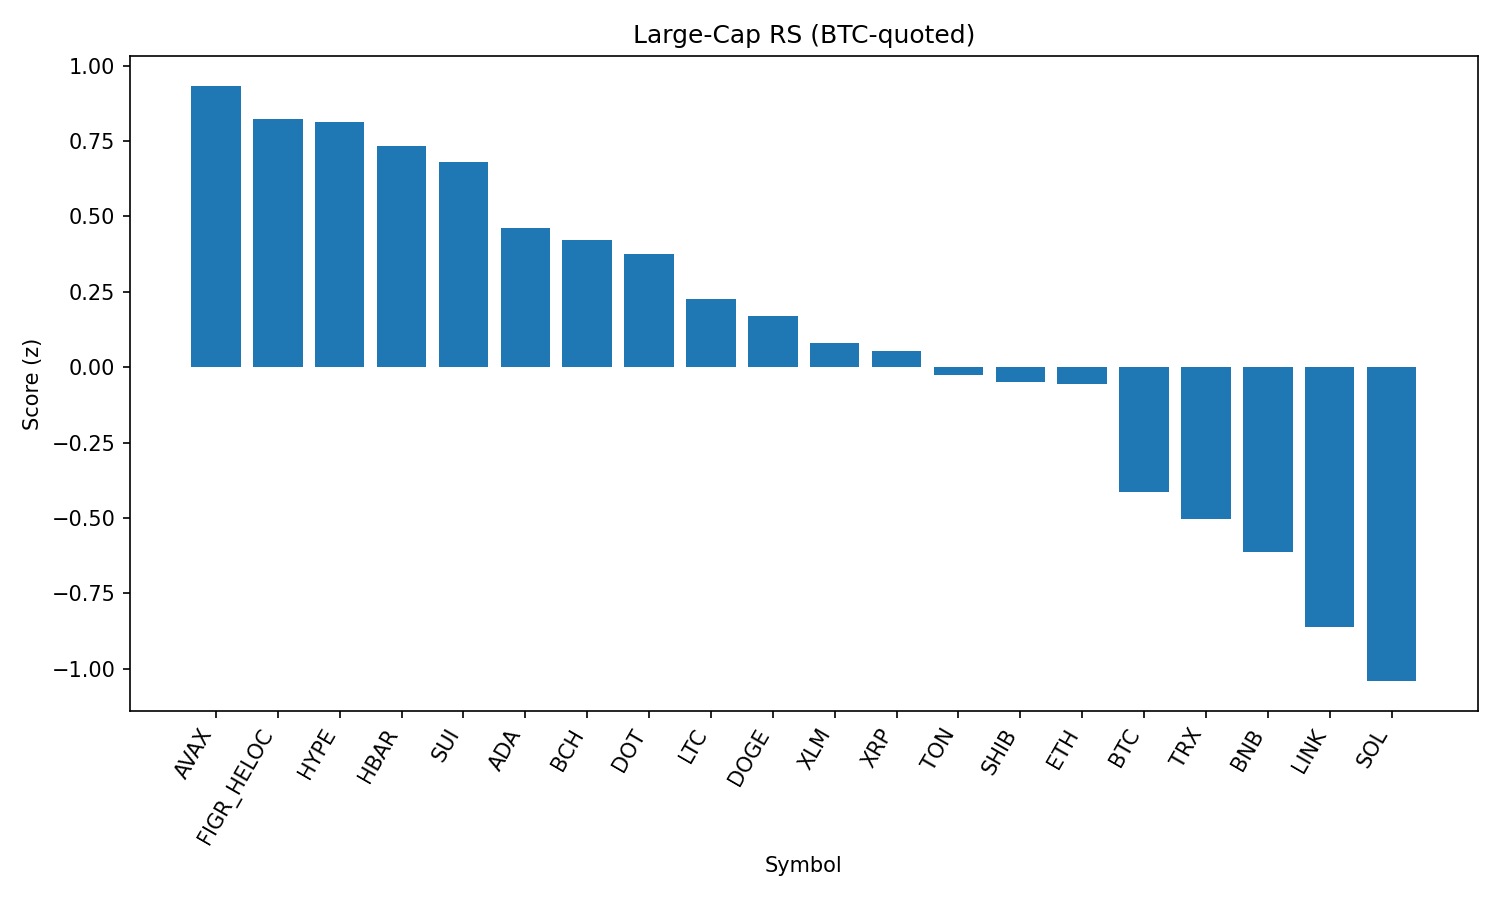 Large-Cap RS (BTC-quoted)
Score (z)
1.00
0.75
0.50
0.25
0.00
−0.25
−0.50
−0.75
−1.00
AVAX
FIGR_HELOC
HYPE
HBAR
SUI
ADA
BCH
DOT
LTC
DOGE
XLM
XRP
TON
SHIB
ETH
BTC
TRX
BNB
LINK
SOL
Symbol